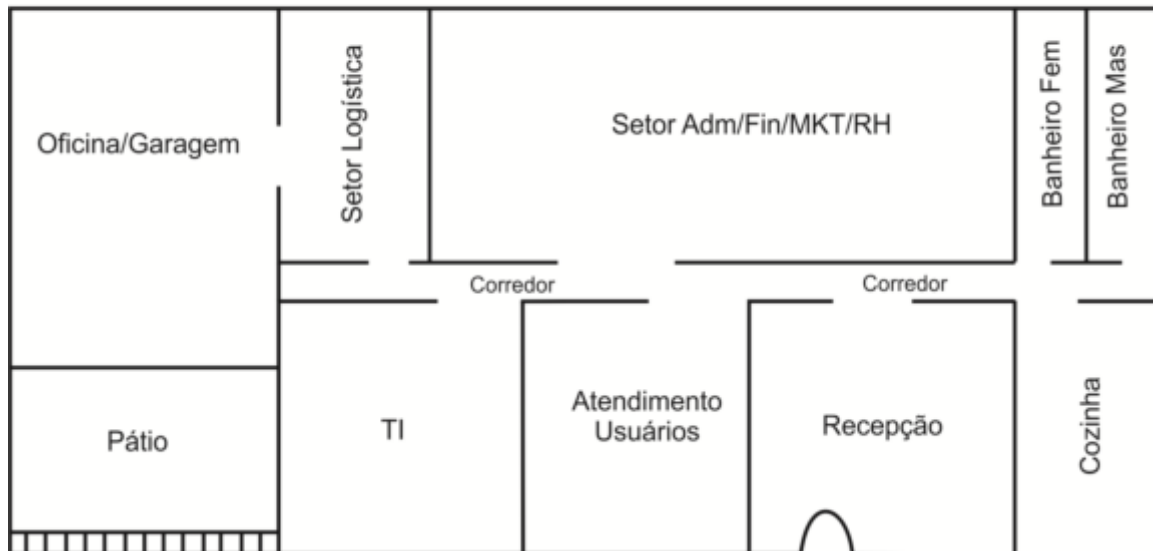 Oficina/Garagem
Setor Logística
Setor Adm/Fin/MKT/RH
Banheiro Fem
Banheiro Mas
Corredor
Corredor
Pátio
TI
Atendimento
Usuários
Recepção
Cozinha